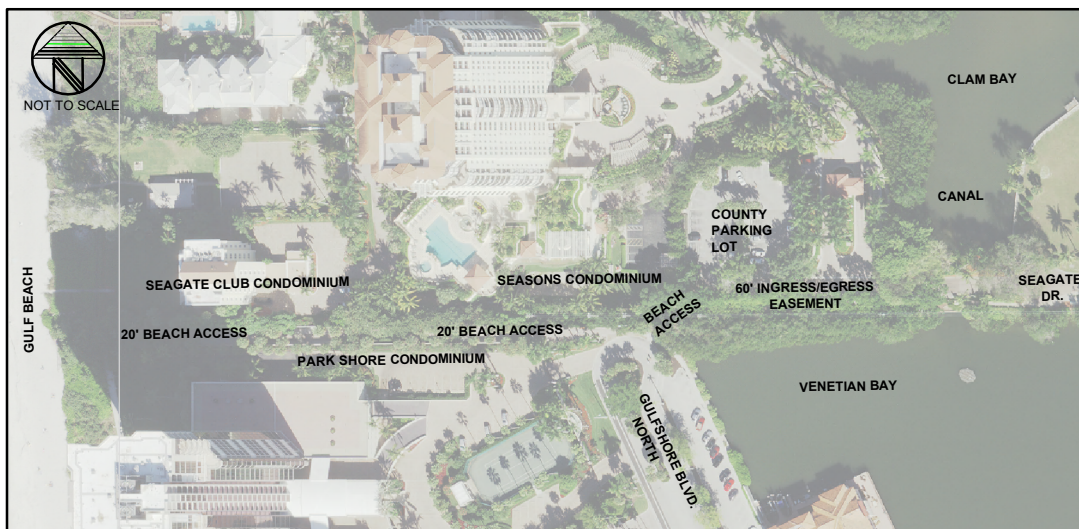 N
NOT TO SCALE
CLAM BAY
CANAL
COUNTY
PARKING
LOT
SEAGATE CLUB CONDOMINIUM
SEASONS CONDOMINIUM
60' INGRESS/EGRESS
EASEMENT
SEAGATE
DR.
GULF BEACH
BEACH
ACCESS
20' BEACH ACCESS
20' BEACH ACCESS
PARK SHORE CONDOMINIUM
VENETIAN BAY
GULFSHORE BLVD.
NORTH